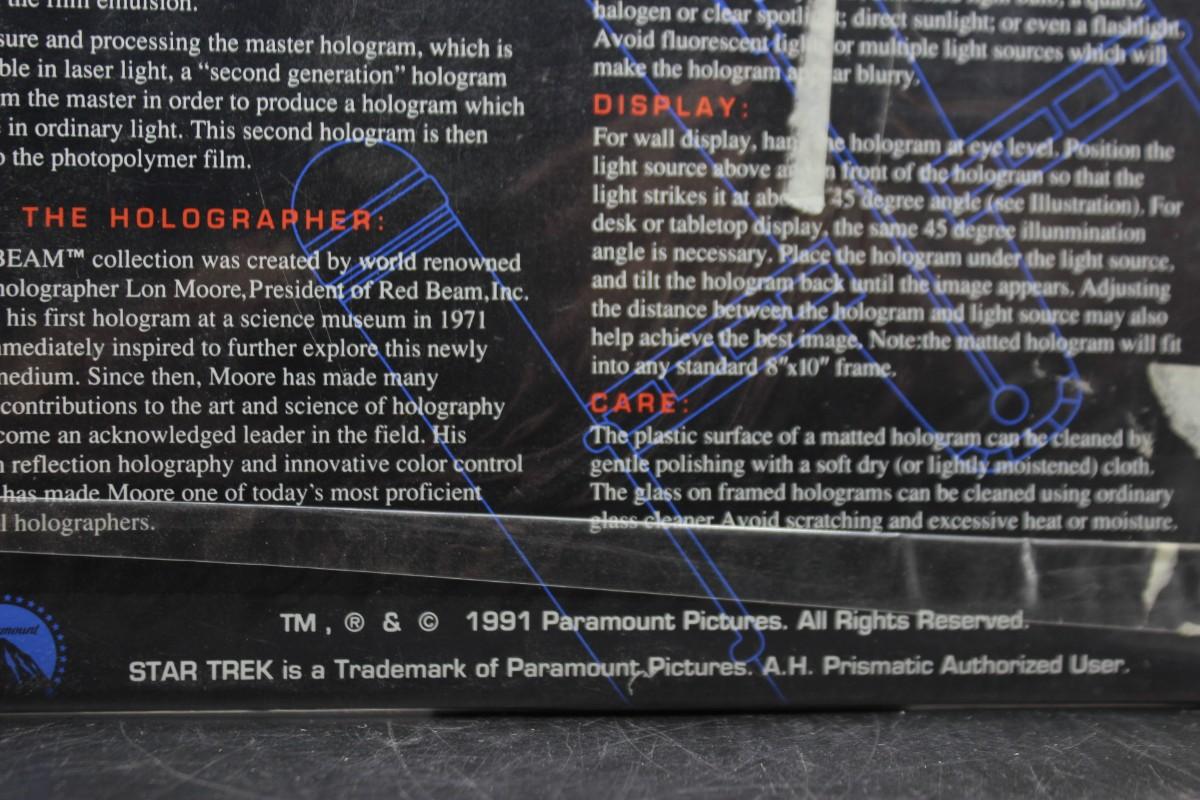 the film emulsion.
sure and processing the master hologram, which is
ble in laser light, a “second generation” hologram
m the master in order to produce a hologram which
in ordinary light. This second hologram is then
o the photopolymer film.
THE HOLOGRAPHER:
BEAM™ collection was created by world renowned
holographer Lon Moore, President of Red Beam, Inc.
his first hologram at a science museum in 1971
mmediately inspired to further explore this newly
medium. Since then, Moore has made many
contributions to the art and science of holography
come an acknowledged leader in the field. His
n reflection holography and innovative color control
has made Moore one of today's most proficient
l holographers.
halogen or clear spotli t; direct sunlight; or even a flashlight.
Avoid fluorescent ligh or multiple light sources which will
make the hologram a ar blurry.
DISPLAY:
For wall display, han he hologram at eye level. Position the
light source above a n front of the hologram so that the
light strikes it at abo 45 degree angle (see Illustration). For
desk or tabletop display, the same 45 degree illunmination
angle is necessary. Place the hologram under the light source,
and tilt the hologram back until the image appears. Adjusting
the distance between the hologram and light source may also
help achieve the best image. Note:the matted hologram will fit
into any standard 8"x10" frame.
CARE:
The plastic surface of a matted hologram can be cleaned by
gentle polishing with a soft dry (or lightly moistened) cloth.
The glass on framed holograms can be cleaned using ordinary
glass cleaner Avoid scratching and excessive heat or moisture.
mount
TM, ® & © 1991 Paramount Pictures. All Rights Reserved.
STAR TREK is a Trademark of Paramount Pictures. A.H. Prismatic Authorized User.